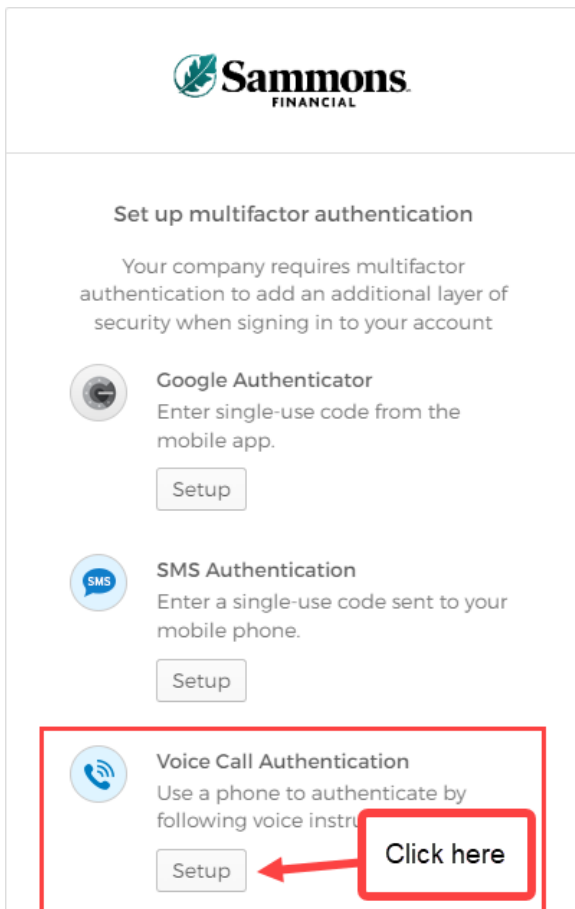 Sammons
FINANCIAL
Set up multifactor authentication
Your company requires multifactor
authentication to add an additional layer of
security when signing in to your account
Google Authenticator
Enter single-use code from the
mobile app.
Setup
SMS
SMS Authentication
Enter a single-use code sent to your
mobile phone.
Setup
Voice Call Authentication
Use a phone to authenticate by
following voice
Click here
Setup